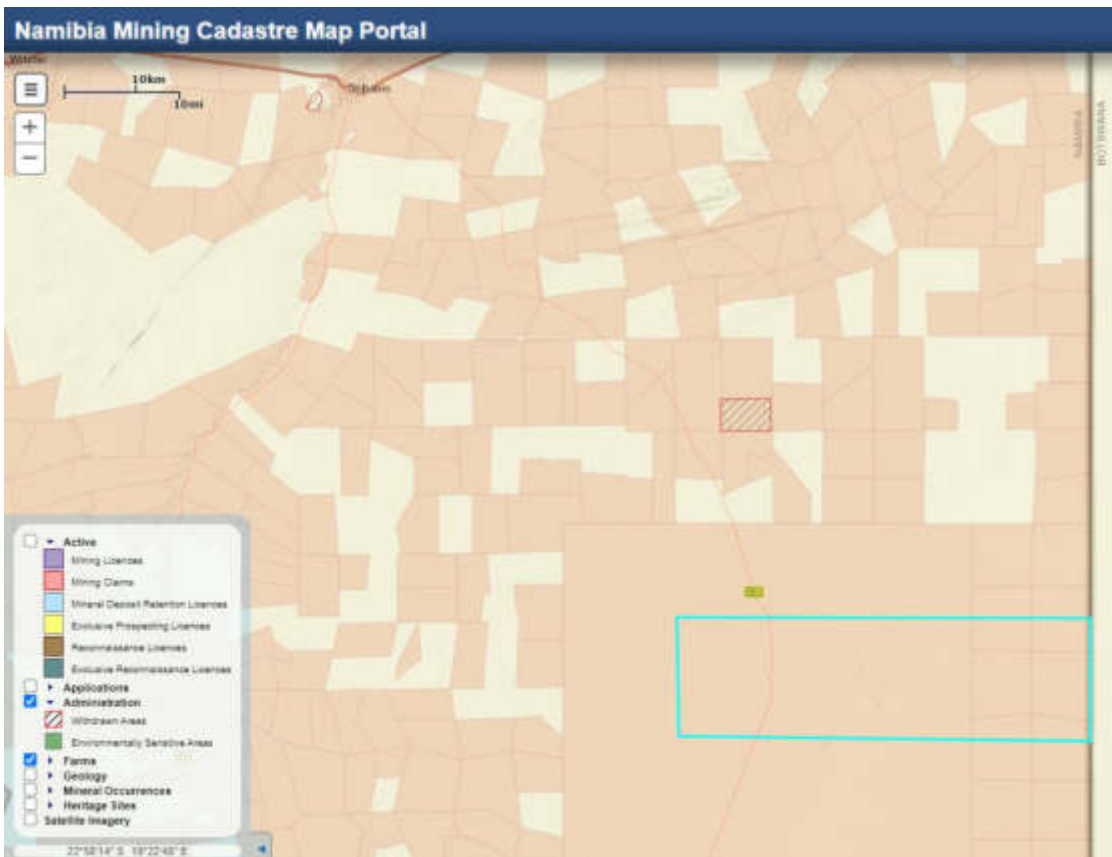 Namibia Mining Cadastre Map Portal
10km
10mi
NAMIBIA
BOTSWANA
Active
Mining Licences
Mining Claims
Mineral Deposit Retention Licences
Exclusive Prospecting Licences
Reconnaissance Licences
Exclusive Reconnaissance Licences
Applications
Administration
Withdrawn Areas
Environmentally Sensitive Areas
Farms
Geology
Mineral Occurrences
Heritage Sites
Satellite Imagery